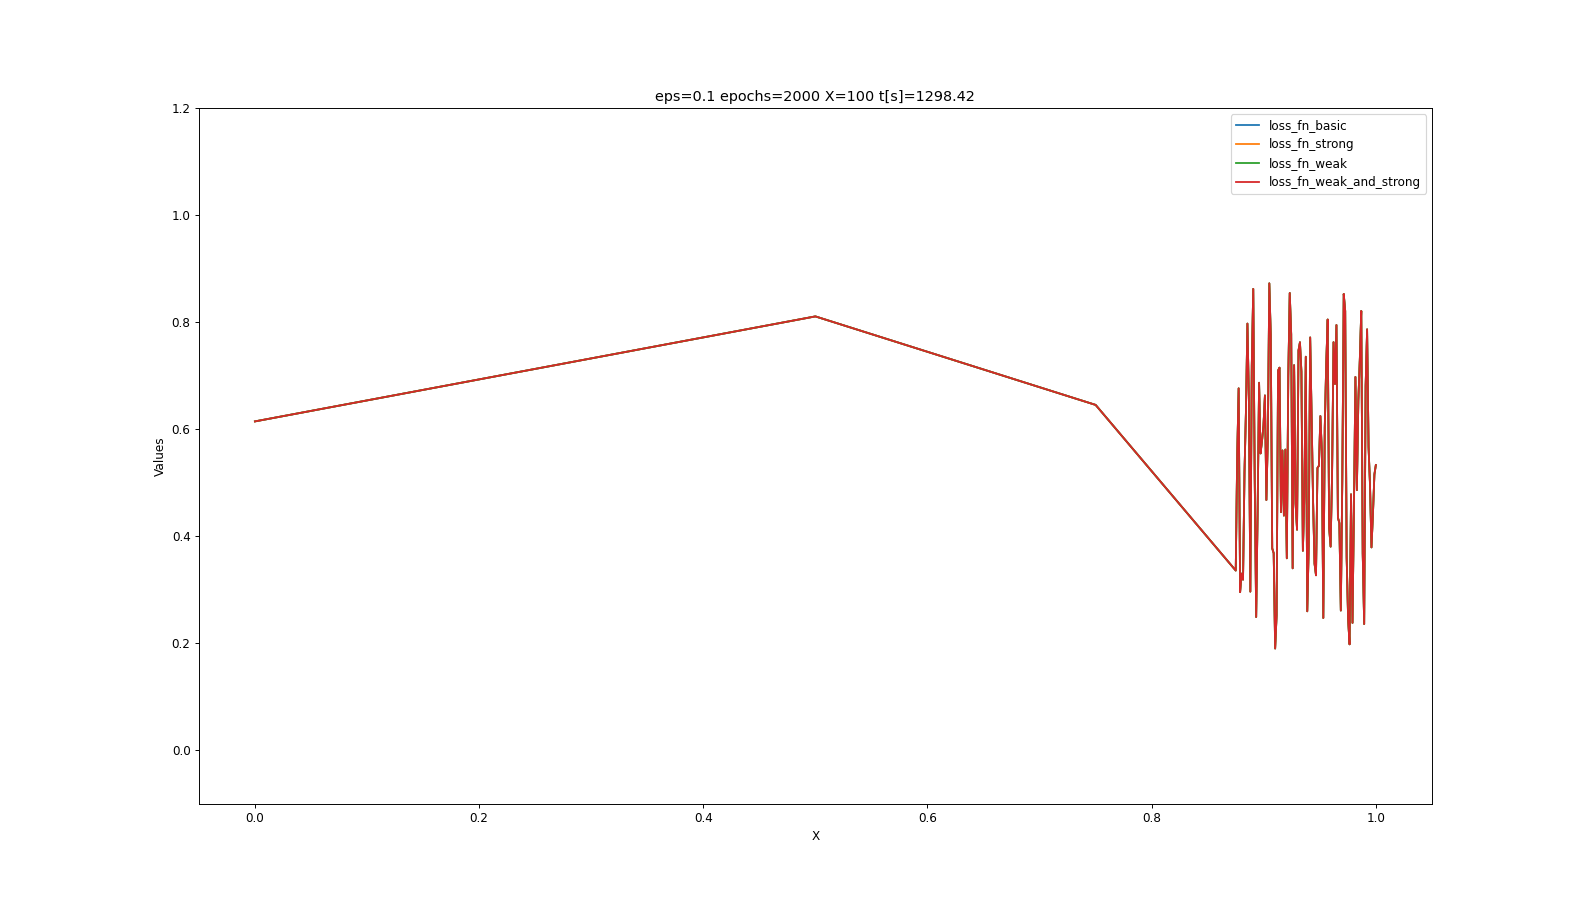 eps=0.1 epochs=2000 X=100 t[s]=1298.42
loss_fn_basic
loss_fn_strong
loss_fn_weak
loss_fn_weak_and_strong
Values
1.2
1.0
0.8
0.6
0.4
0.2
0.0
0.0 0.2 0.4 0.6 0.8 1.0
X